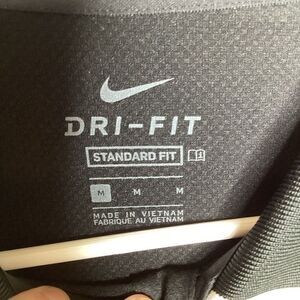 DRI-FIT
STANDARD FIT
M M M
MADE IN VIETNAM
FABRIQUÉ AU VIETNAM